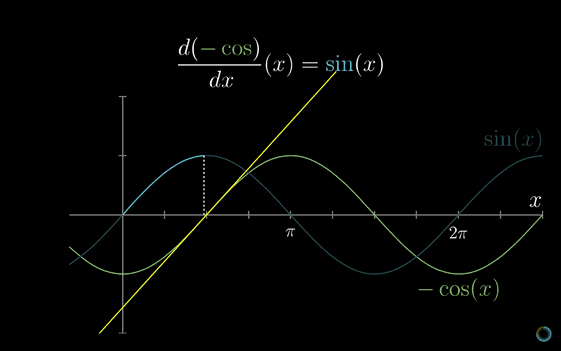 d(− cos)/dx (x) = sin(x)
sin(x)
x
π
2π
− cos(x)